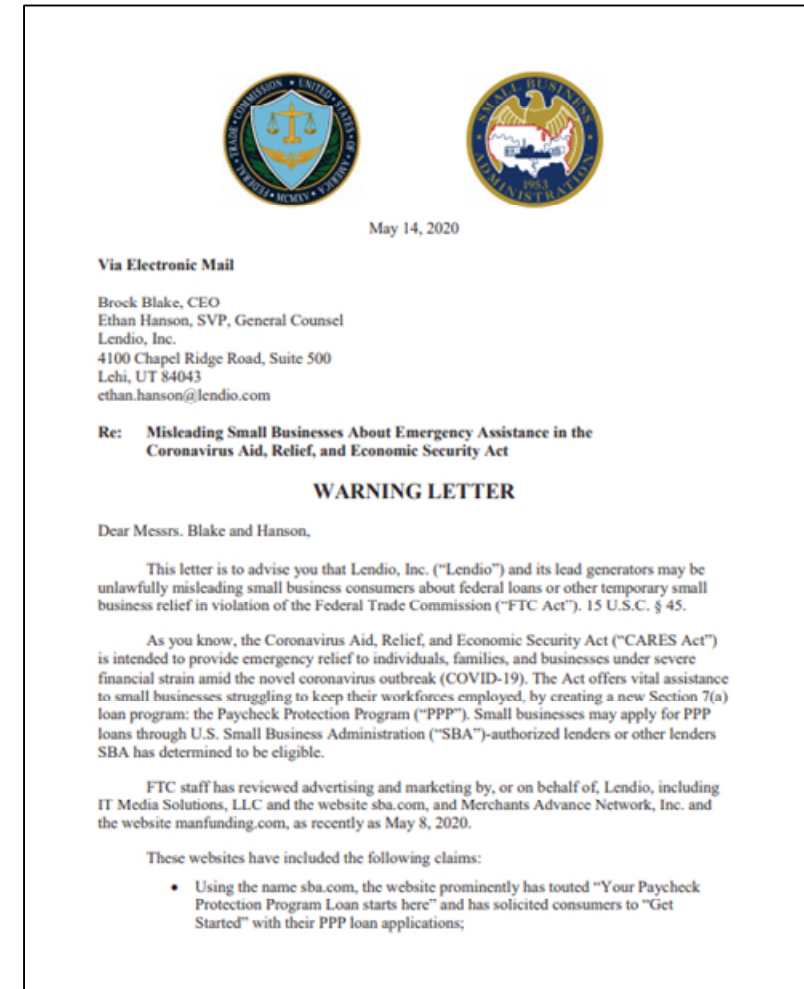 FEDERAL TRADE COMMISSION • UNITED STATES OF AMERICA
MCMXV
SMALL BUSINESS
ADMINISTRATION
1953
May 14, 2020
Via Electronic Mail
Brock Blake, CEO
Ethan Hanson, SVP, General Counsel
Lendio, Inc.
4100 Chapel Ridge Road, Suite 500
Lehi, UT 84043
ethan.hanson@lendio.com
Re: Misleading Small Businesses About Emergency Assistance in the
Coronavirus Aid, Relief, and Economic Security Act
WARNING LETTER
Dear Messrs. Blake and Hanson,
This letter is to advise you that Lendio, Inc. (“Lendio”) and its lead generators may be
unlawfully misleading small business consumers about federal loans or other temporary small
business relief in violation of the Federal Trade Commission (“FTC Act”). 15 U.S.C. § 45.
As you know, the Coronavirus Aid, Relief, and Economic Security Act (“CARES Act”)
is intended to provide emergency relief to individuals, families, and businesses under severe
financial strain amid the novel coronavirus outbreak (COVID-19). The Act offers vital assistance
to small businesses struggling to keep their workforces employed, by creating a new Section 7(a)
loan program: the Paycheck Protection Program (“PPP”). Small businesses may apply for PPP
loans through U.S. Small Business Administration (“SBA”)-authorized lenders or other lenders
SBA has determined to be eligible.
FTC staff has reviewed advertising and marketing by, or on behalf of, Lendio, including
IT Media Solutions, LLC and the website sba.com, and Merchants Advance Network, Inc. and
the website manfunding.com, as recently as May 8, 2020.
These websites have included the following claims:
• Using the name sba.com, the website prominently has touted “Your Paycheck
Protection Program Loan starts here” and has solicited consumers to “Get
Started” with their PPP loan applications;